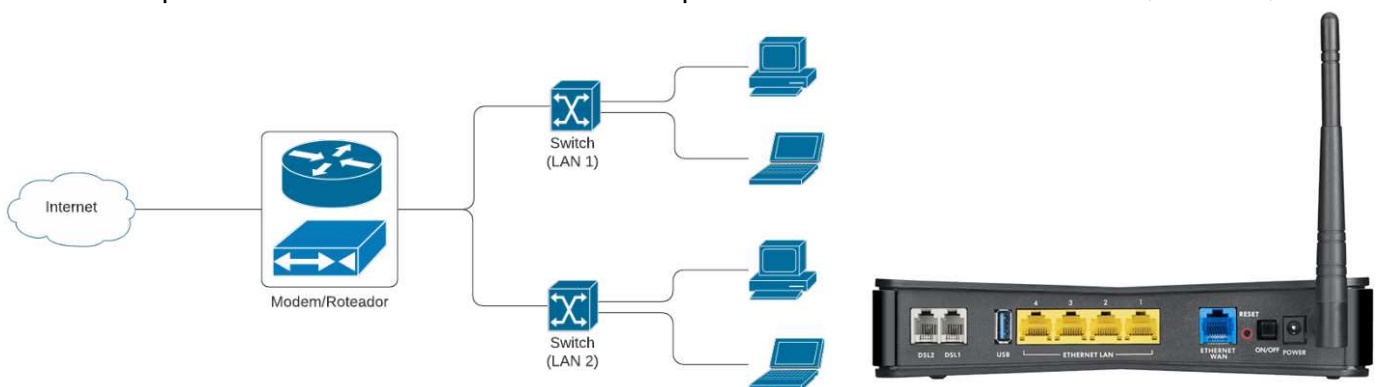 Internet
Modem/Roteador
Switch
(LAN 1)
Switch
(LAN 2)
4 3 2 1
DSL2 DSL1 USB ETHERNET LAN
ETHERNET
WAN
RESET
ON/OFF
POWER